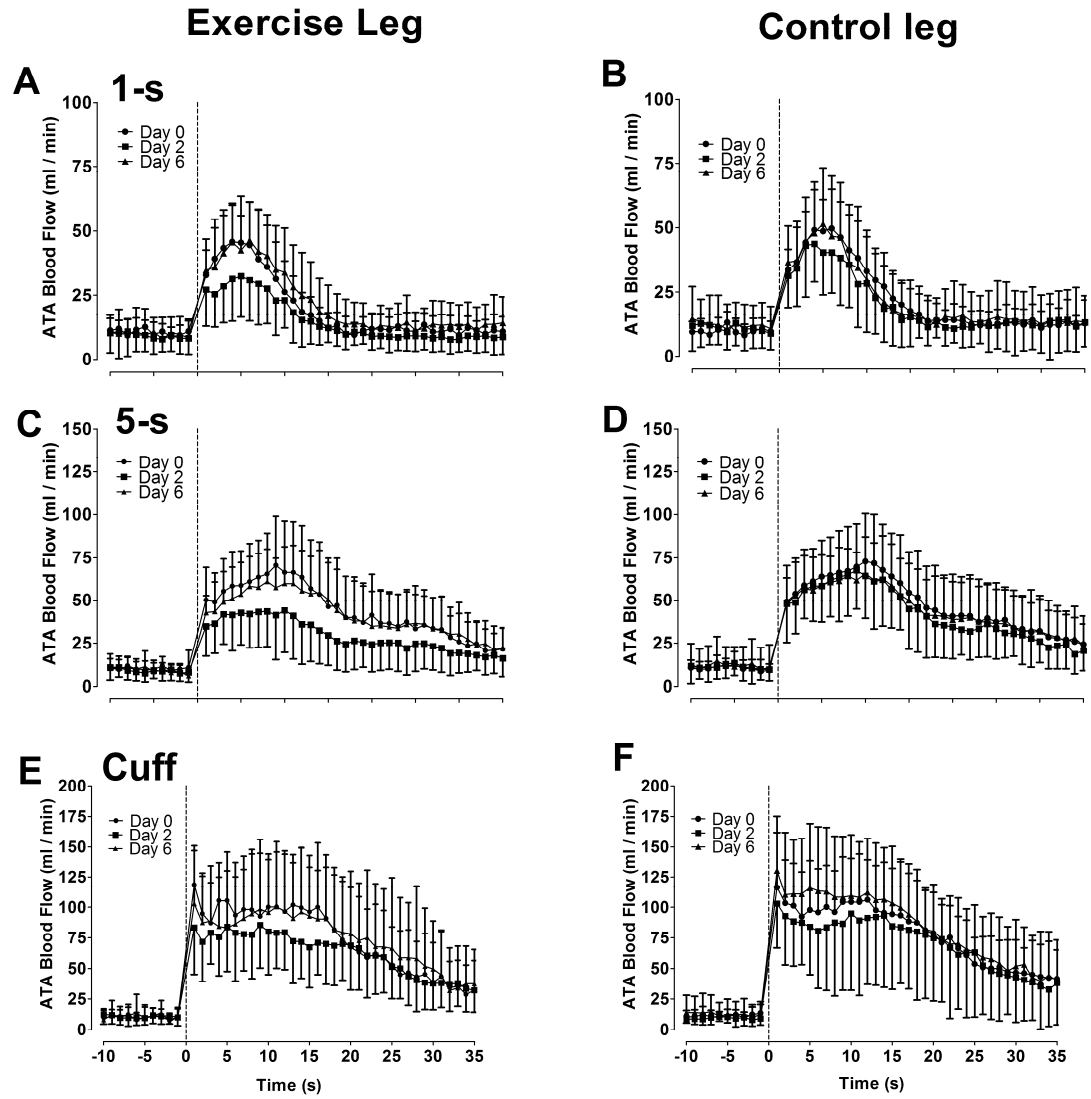 Exercise Leg
Control leg
A
1-s
ATA Blood Flow (ml / min)
100
75
50
25
0
Day 0
Day 2
Day 6
B
ATA Blood Flow (ml / min)
100
75
50
25
0
Day 0
Day 2
Day 6
C
5-s
ATA Blood Flow (ml / min)
150
125
100
75
50
25
0
Day 0
Day 2
Day 6
D
ATA Blood Flow (ml / min)
150
125
100
75
50
25
0
Day 0
Day 2
Day 6
E
Cuff
ATA Blood Flow (ml / min)
200
175
150
125
100
75
50
25
0
Day 0
Day 2
Day 6
-10 -5 0 5 10 15 20 25 30 35
Time (s)
F
ATA Blood Flow (ml / min)
200
175
150
125
100
75
50
25
0
Day 0
Day 2
Day 6
-10 -5 0 5 10 15 20 25 30 35
Time (s)